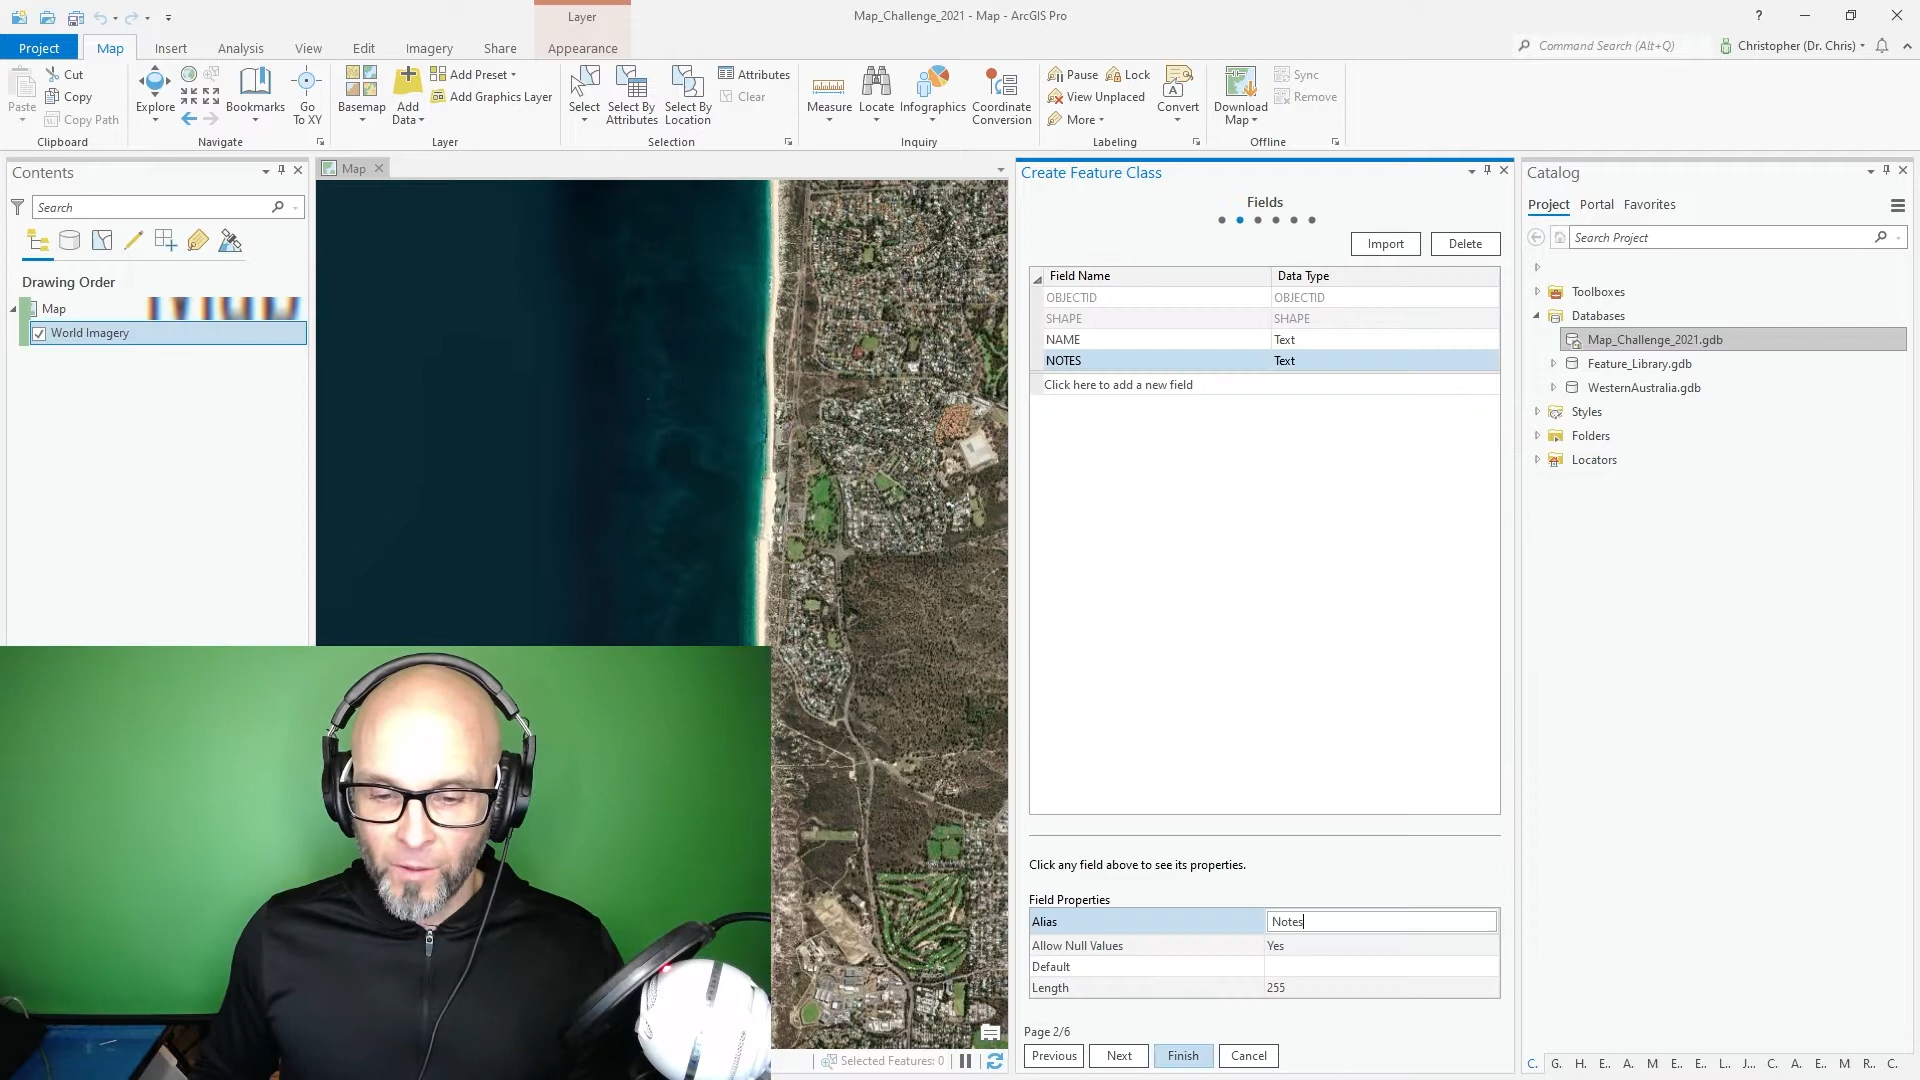 Layer
Map_Challenge_2021 - Map - ArcGIS Pro
?
Project
Map
Insert
Analysis
View
Edit
Imagery
Share
Appearance
Command Search (Alt+Q)
Christopher (Dr. Chris)
Paste
Cut
Copy
Copy Path
Clipboard
Explore
Bookmarks
Go To XY
Navigate
Basemap
Add Data
Add Preset
Add Graphics Layer
Layer
Select
Select By Attributes
Select By Location
Attributes
Clear
Selection
Measure
Locate
Infographics
Coordinate Conversion
Inquiry
Pause
Lock
View Unplaced
More
Convert
Labeling
Download Map
Sync
Remove
Offline
Contents
Search
Drawing Order
Map
World Imagery
Map
Selected Features: 0
Create Feature Class
Fields
Import
Delete
Field Name Data Type
OBJECTID OBJECTID
SHAPE SHAPE
NAME Text
NOTES Text
Click here to add a new field
Click any field above to see its properties.
Field Properties
Alias Notes
Allow Null Values Yes
Default
Length 255
Page 2/6
Previous
Next
Finish
Cancel
Catalog
Project
Portal
Favorites
Search Project
Toolboxes
Databases
Map_Challenge_2021.gdb
Feature_Library.gdb
WesternAustralia.gdb
Styles
Folders
Locators
C. G. H. E.. A. M E.. E.. L.. J... C. A. E.. M R.. C.